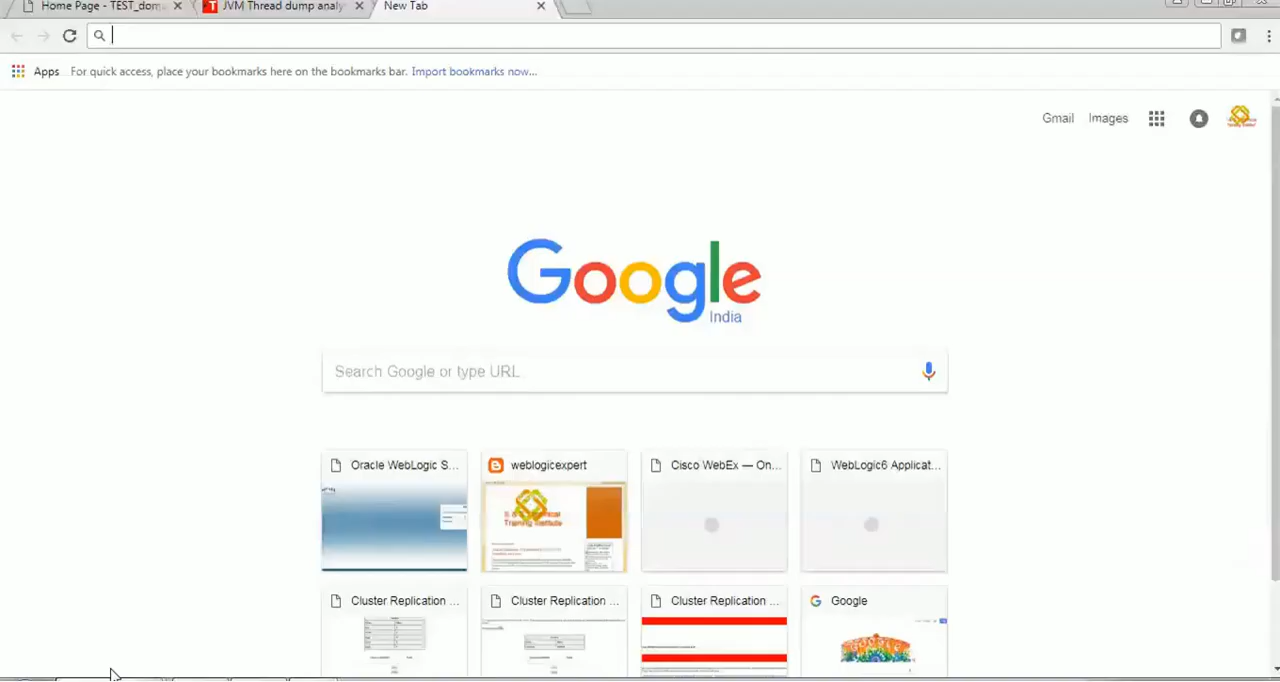 Home Page - TEST_dom
JVM Thread dump analy
New Tab
Apps
For quick access, place your bookmarks here on the bookmarks bar. Import bookmarks now...
Gmail
Images
Google
India
Search Google or type URL
Oracle WebLogic S...
weblogicexpert
Cisco WebEx — On...
WebLogic6 Applicat...
Training Institute
Cluster Replication ...
Cluster Replication ...
Cluster Replication ...
Google